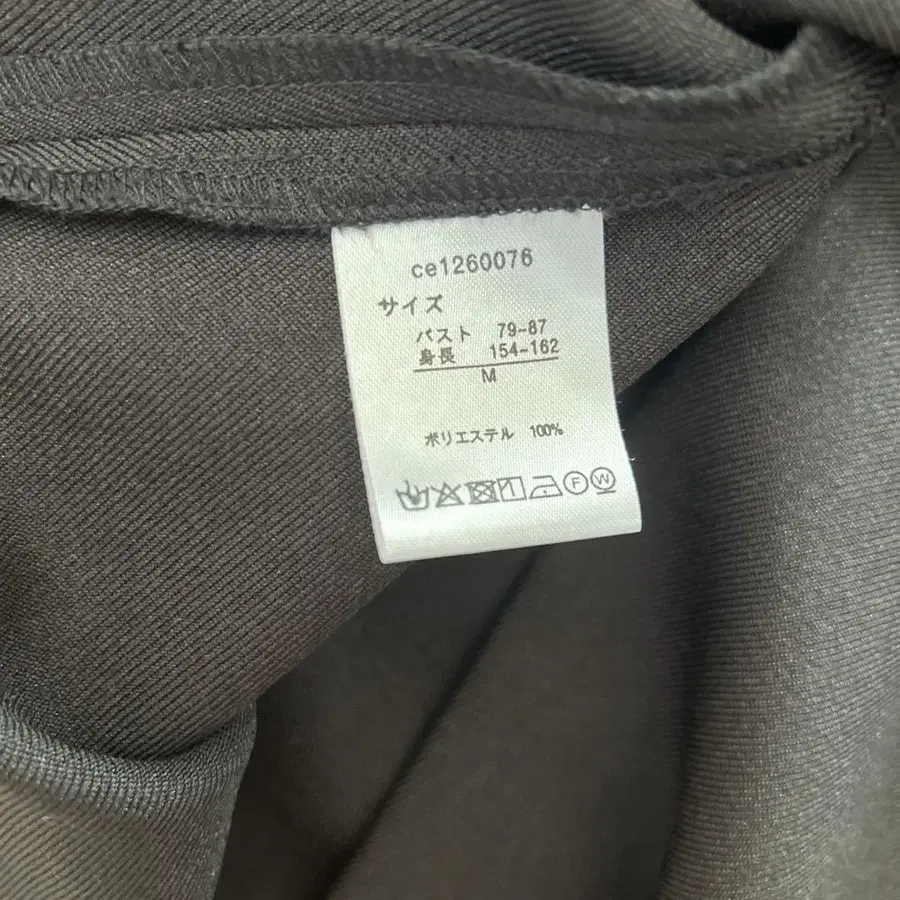 ce1260076
サイズ
バスト 79~87
身長 154~162
M
ポリエステル 100%
F W